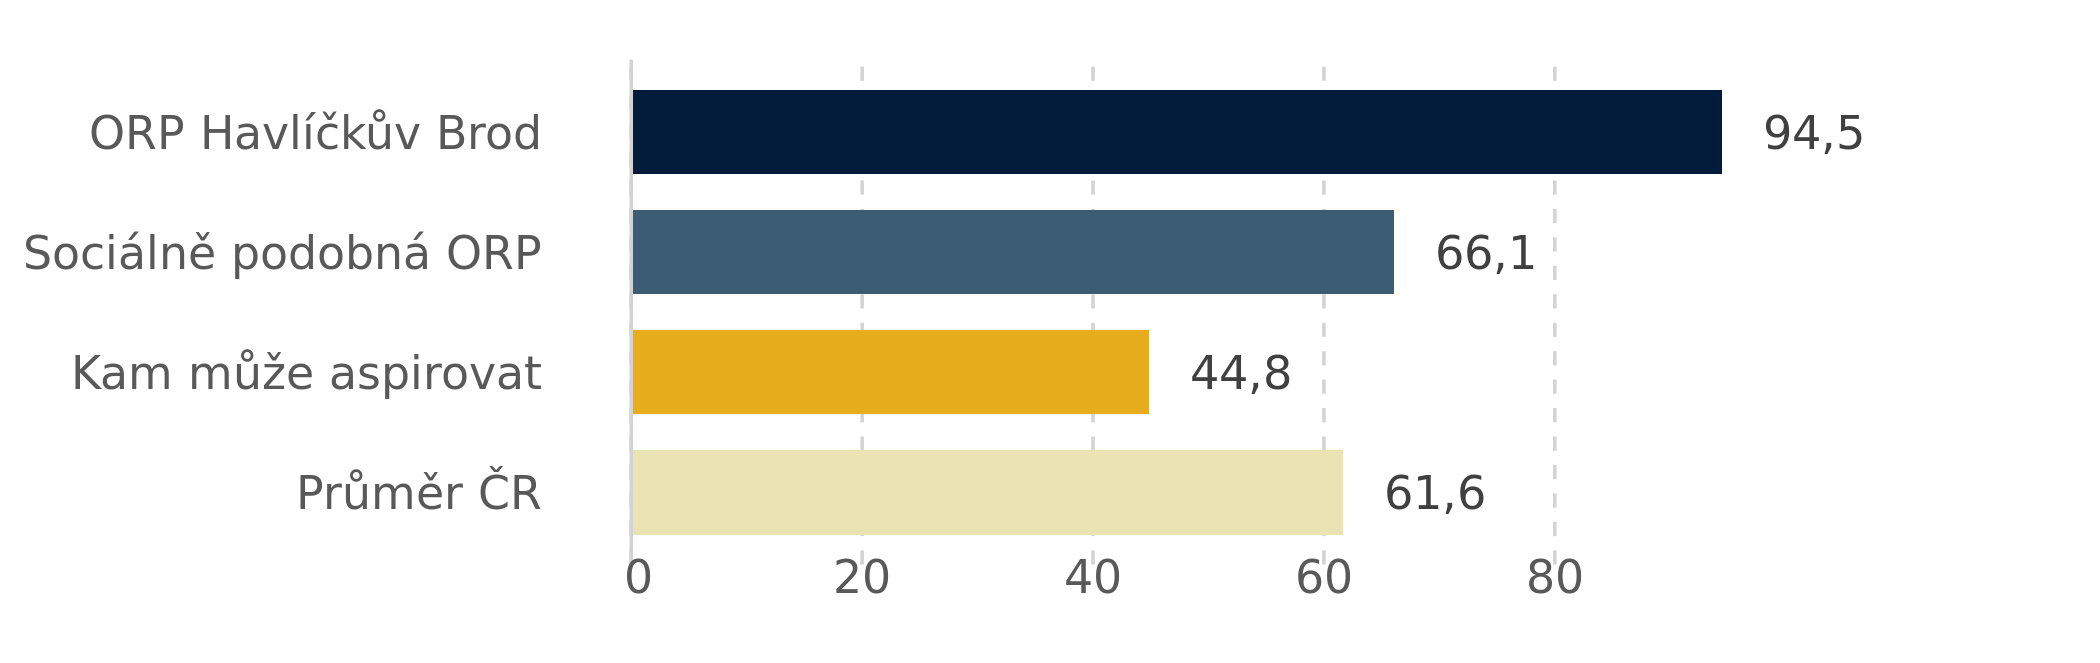 ORP Havlíčkův Brod 94,5
Sociálně podobná ORP 66,1
Kam může aspirovat 44,8
Průměr ČR 61,6
0 20 40 60 80